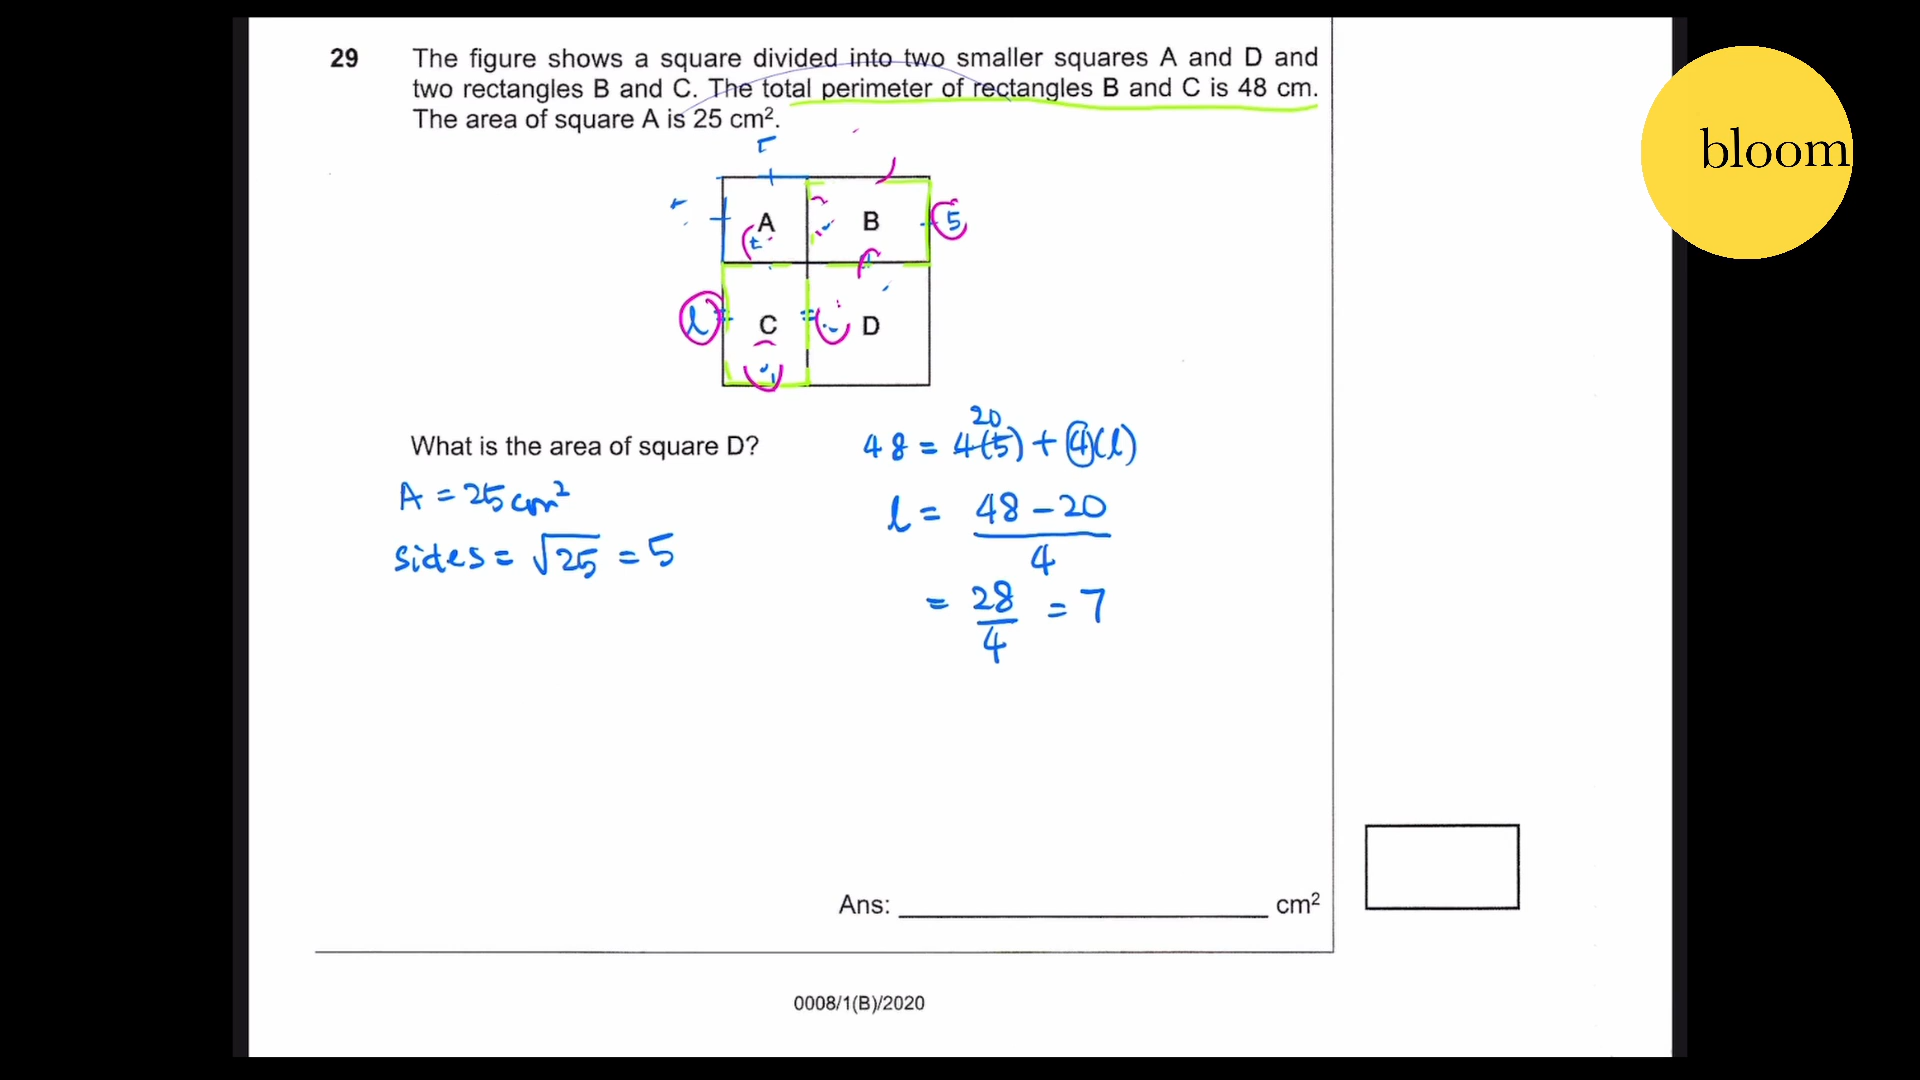 29 The figure shows a square divided into two smaller squares A and D and
two rectangles B and C. The total perimeter of rectangles B and C is 48 cm.
The area of square A is 25 cm².
bloom
A B 5
l C D
What is the area of square D?
A = 25 cm²
sides = √25 = 5
20
48 = 4(5) + 4(l)
l = 48 - 20
4
= 28 = 7
4
Ans: cm²
0008/1(B)/2020